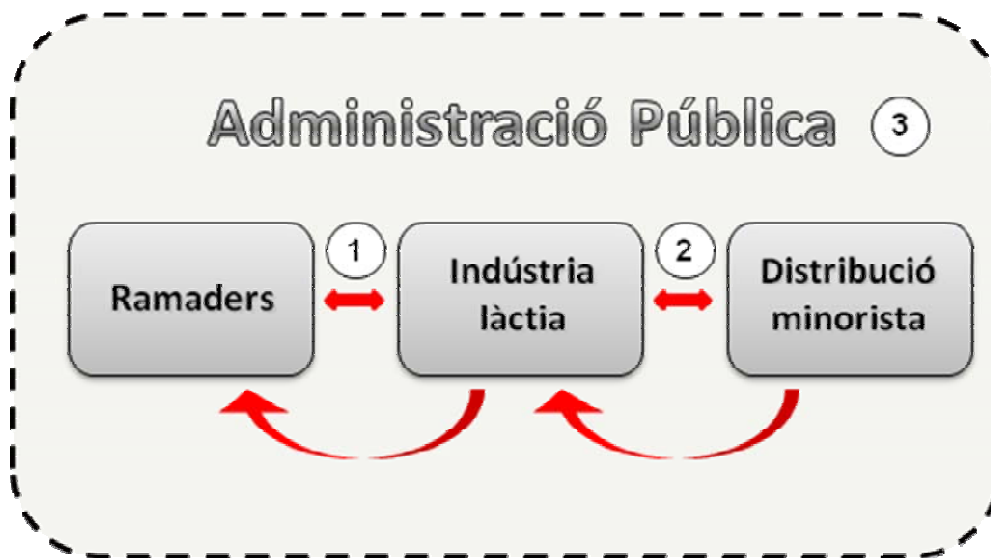 Administració Pública 3
1
2
Ramaders
Indústria
làctia
Distribució
minorista